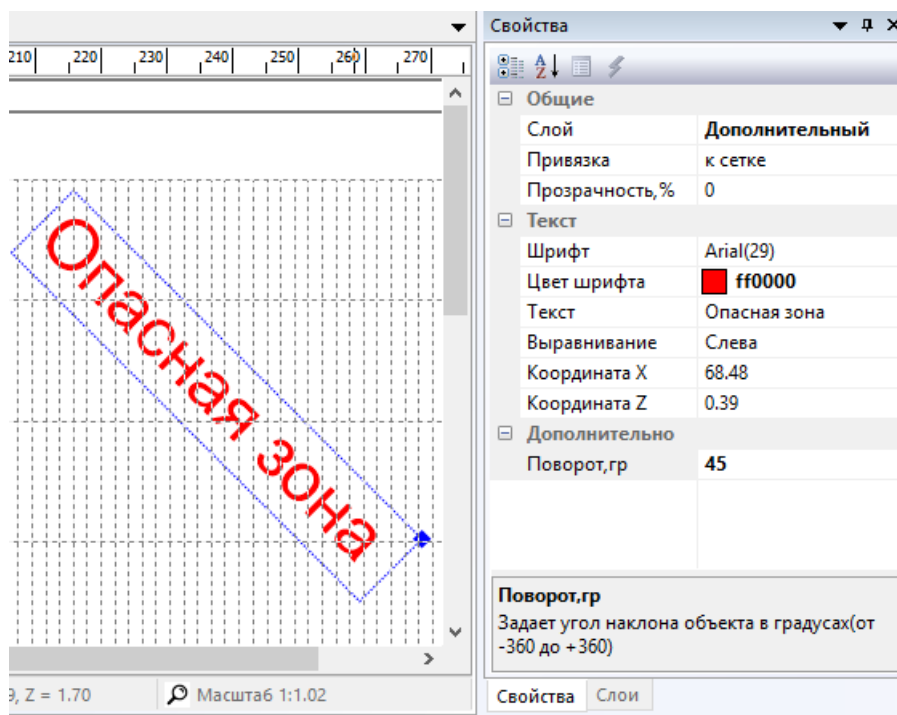 Свойства
210 220 230 240 250 260 270
Общие
Слой Дополнительный
Привязка к сетке
Прозрачность,% 0
Текст
Шрифт Arial(29)
Цвет шрифта ff0000
Текст Опасная зона
Выравнивание Слева
Координата X 68.48
Координата Z 0.39
Дополнительно
Поворот,гр 45
Опасная зона
Поворот,гр
Задает угол наклона объекта в градусах(от
-360 до +360)
, Z = 1.70 Масштаб 1:1.02
Свойства Слои